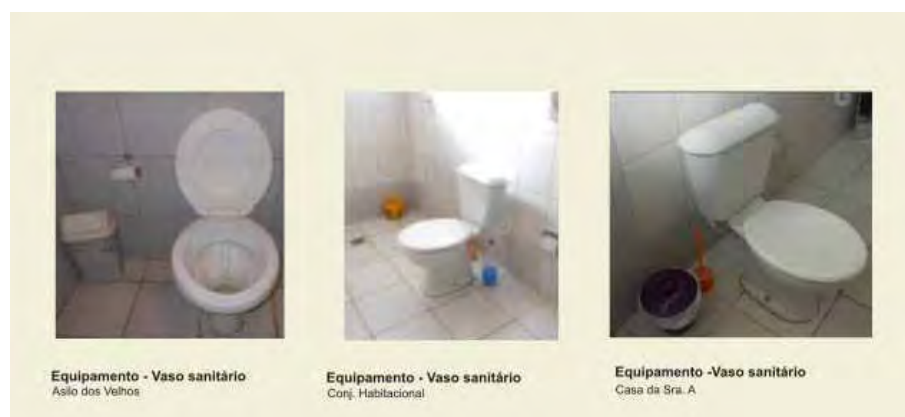 Equipamento - Vaso sanitário
Asilo dos Velhos
Equipamento - Vaso sanitário
Conj. Habitacional
Equipamento -Vaso sanitário
Casa da Sra. A